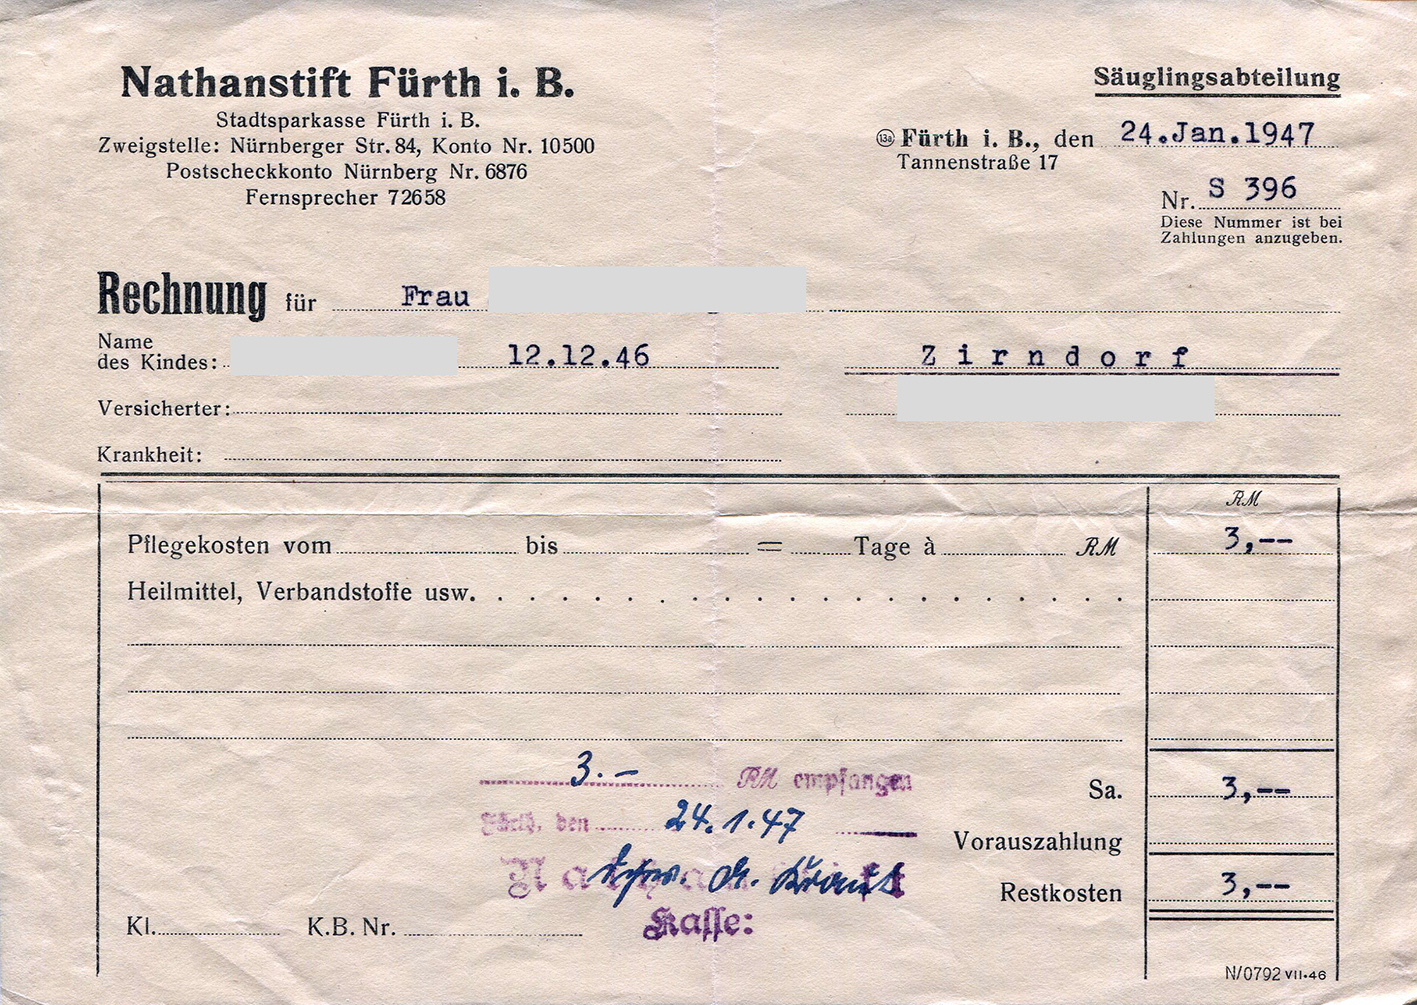 Nathanstift Fürth i. B.
Stadtsparkasse Fürth i. B.
Zweigstelle: Nürnberger Str. 84, Konto Nr. 10500
Postscheckkonto Nürnberg Nr. 6876
Fernsprecher 72658
Säuglingsabteilung
13a Fürth i. B., den 24.Jan.1947
Tannenstraße 17
Nr. S 396
Diese Nummer ist bei
Zahlungen anzugeben.
Rechnung für Frau
Name
des Kindes: 12.12.46 Zirndorf
Versicherter:
Krankheit:
RM
Pflegekosten vom bis = Tage à RM 3,--
Heilmittel, Verbandstoffe usw.
3.– RM empfangen
Sa. 3,--
Fürth, den 24.1.47
Vorauszahlung
Nathanstift
Restkosten 3,--
Kasse:
Kl. K.B. Nr.
N/0792 VII.46